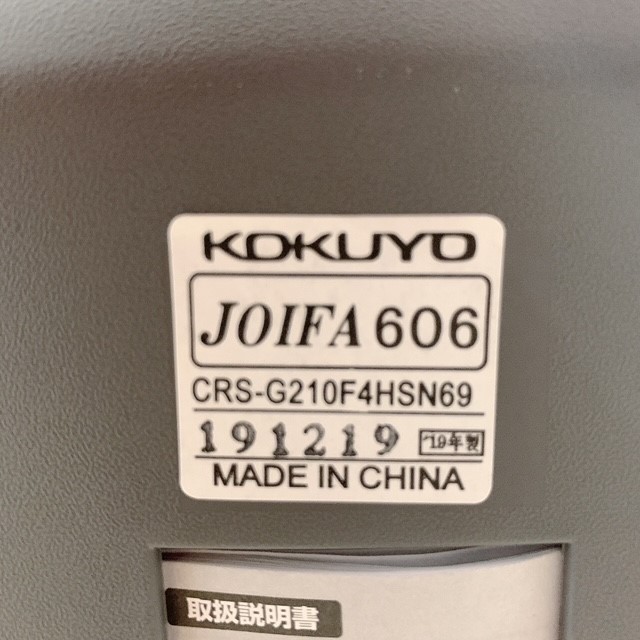 KOKUYO
JOIFA 606
CRS-G210F4HSN69
191219 '19年製
MADE IN CHINA
取扱説明書